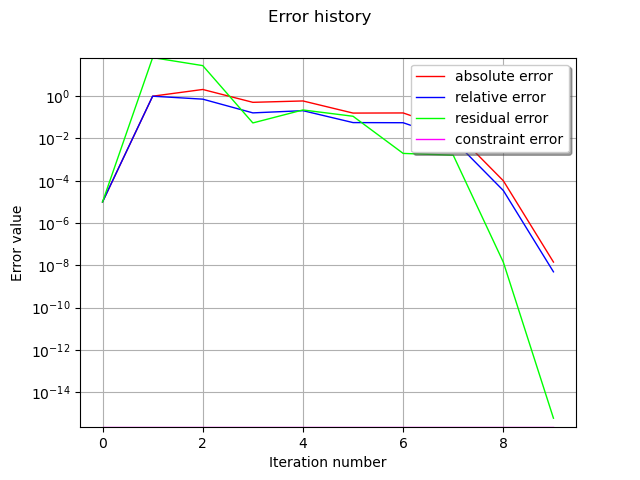 Error history
absolute error
relative error
residual error
constraint error
Error value
10^0
10^−2
10^−4
10^−6
10^−8
10^−10
10^−12
10^−14
0 2 4 6 8
Iteration number